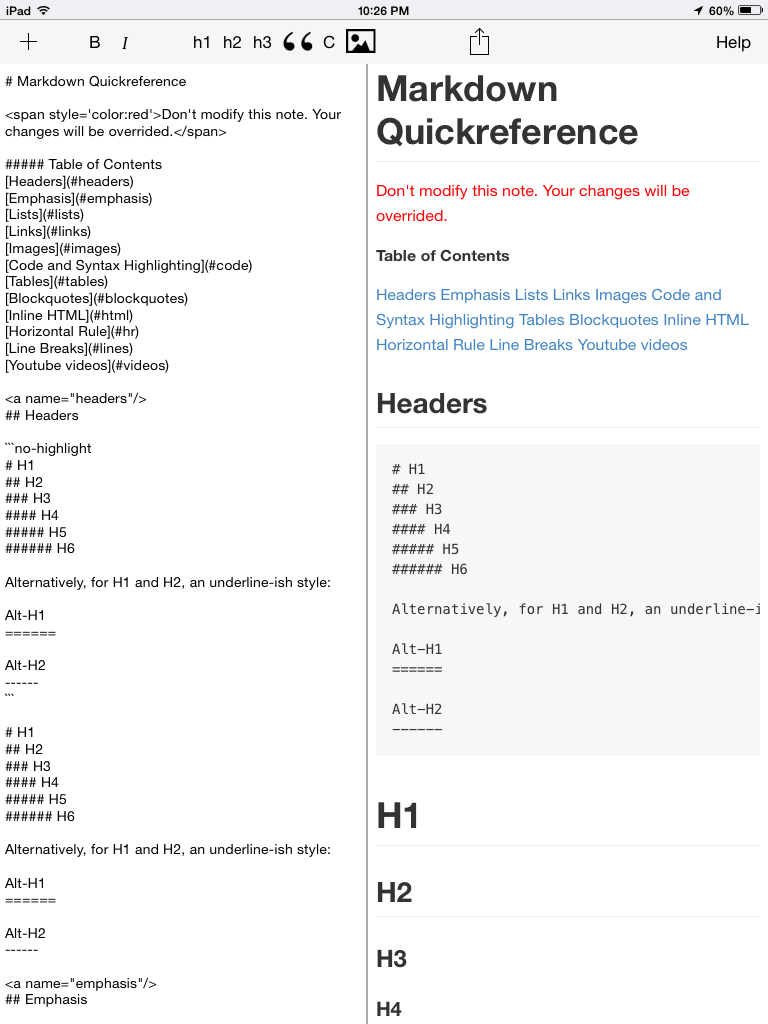 iPad 10:26 PM 60%
B I h1 h2 h3 C Help
# Markdown Quickreference
<span style='color:red'>Don't modify this note. Your
changes will be overrided.</span>
##### Table of Contents
[Headers](#headers)
[Emphasis](#emphasis)
[Lists](#lists)
[Links](#links)
[Images](#images)
[Code and Syntax Highlighting](#code)
[Tables](#tables)
[Blockquotes](#blockquotes)
[Inline HTML](#html)
[Horizontal Rule](#hr)
[Line Breaks](#lines)
[Youtube videos](#videos)
<a name="headers"/>
## Headers
```no-highlight
# H1
## H2
### H3
#### H4
##### H5
###### H6
Alternatively, for H1 and H2, an underline-ish style:
Alt-H1
======
Alt-H2
------
```
# H1
## H2
### H3
#### H4
##### H5
###### H6
Alternatively, for H1 and H2, an underline-ish style:
Alt-H1
======
Alt-H2
------
<a name="emphasis"/>
## Emphasis
Markdown
Quickreference
Don't modify this note. Your changes will be
overrided.
Table of Contents
Headers Emphasis Lists Links Images Code and
Syntax Highlighting Tables Blockquotes Inline HTML
Horizontal Rule Line Breaks Youtube videos
Headers
# H1
## H2
### H3
#### H4
##### H5
###### H6
Alternatively, for H1 and H2, an underline-i
Alt-H1
======
Alt-H2
------
H1
H2
H3
H4